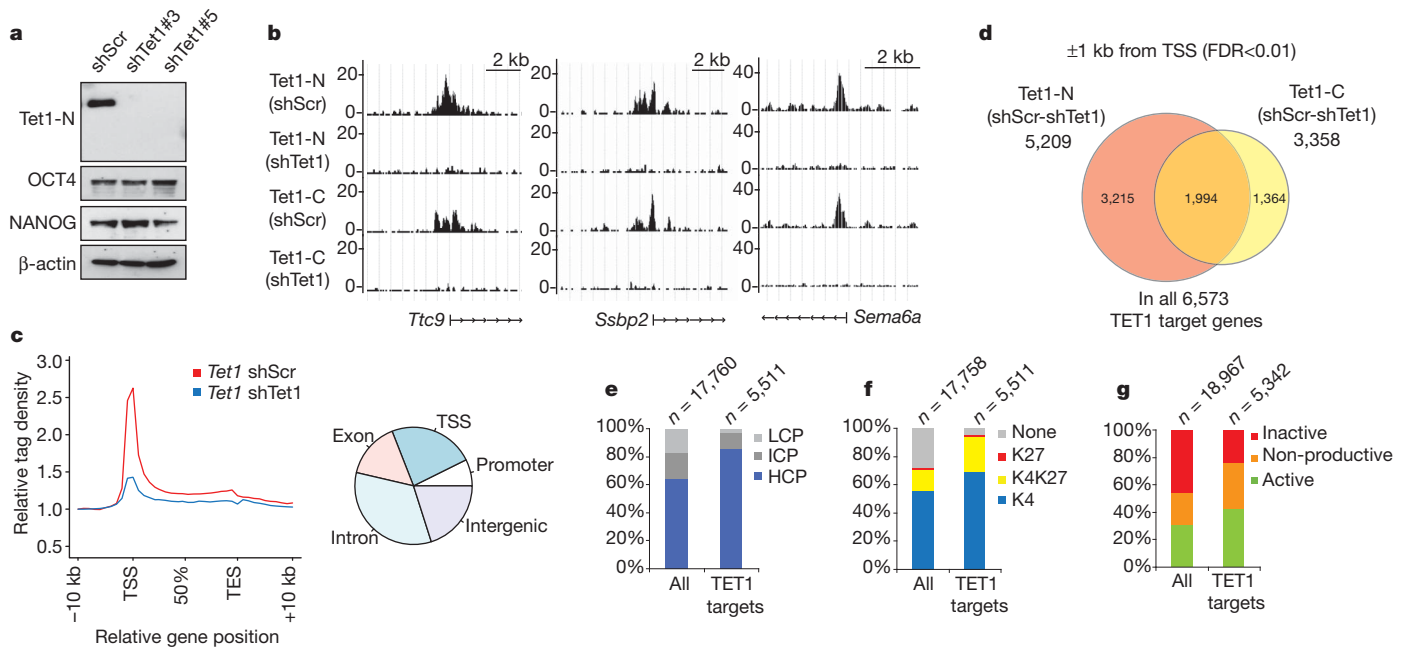 a
shScr
shTet1#3
shTet1#5
Tet1-N
OCT4
NANOG
β-actin
b
2 kb
2 kb
2 kb
Tet1-N
(shScr)
20
0
20
0
40
0
Tet1-N
(shTet1)
20
0
20
0
40
0
Tet1-C
(shScr)
20
0
20
0
40
0
Tet1-C
(shTet1)
20
0
20
0
40
0
Ttc9
Ssbp2
Sema6a
d
±1 kb from TSS (FDR<0.01)
Tet1-N
(shScr-shTet1)
5,209
Tet1-C
(shScr-shTet1)
3,358
3,215
1,994
1,364
In all 6,573
TET1 target genes
c
Relative tag density
3.0
2.5
2.0
1.5
1.0
0.5
Tet1 shScr
Tet1 shTet1
−10 kb
TSS
50%
TES
+10 kb
Relative gene position
Exon
TSS
Promoter
Intergenic
Intron
e
n = 17,760
n = 5,511
100%
80%
60%
40%
20%
0%
LCP
ICP
HCP
All
TET1
targets
f
n = 17,758
n = 5,511
100%
80%
60%
40%
20%
0%
None
K27
K4K27
K4
All
TET1
targets
g
n = 18,967
n = 5,342
100%
80%
60%
40%
20%
0%
Inactive
Non-productive
Active
All
TET1
targets